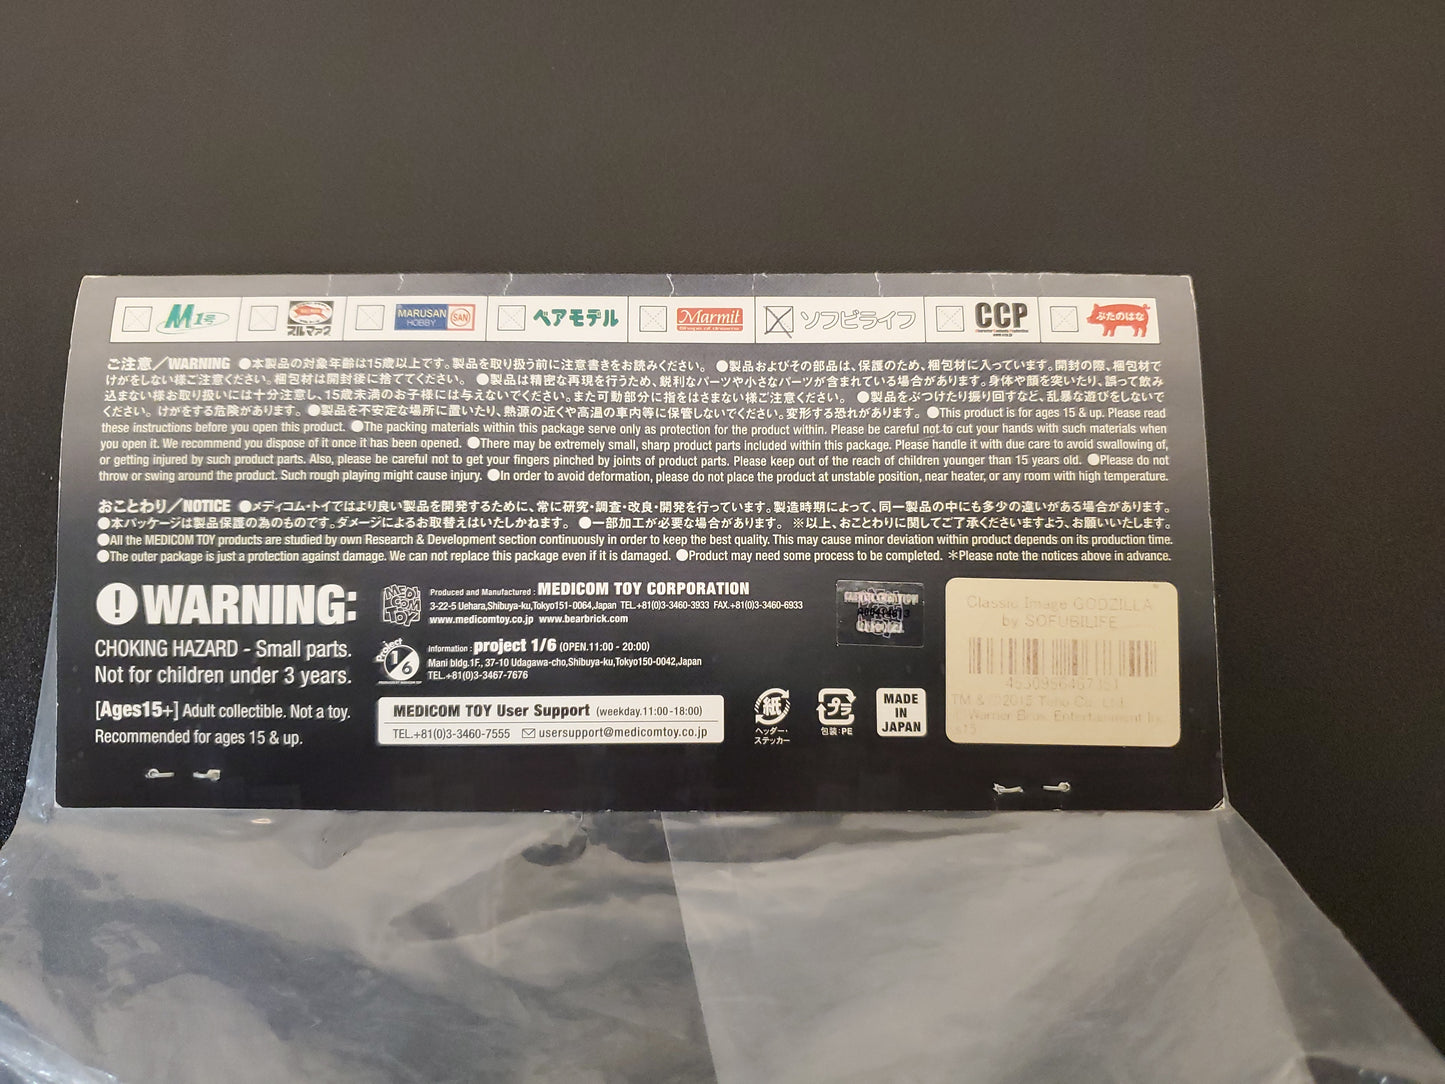 M1号
ブルマァク
MARUSAN HOBBY SAN
ベアモデル
Marmit
ソフビライフ
CCP
ぶたのはな
ご注意／WARNING ●本製品の対象年齢は15歳以上です。製品を取り扱う前に注意書きをお読みください。 ●製品およびその部品は、保護のため、梱包材に入っています。開封の際、梱包材で
けがをしない様ご注意ください。梱包材は開封後に捨ててください。 ●製品は精密な再現を行うため、鋭利なパーツや小さなパーツが含まれている場合があります。身体や顔を突いたり、誤って飲み
込まない様お取り扱いには十分注意し、15歳未満のお子様には与えないでください。また可動部分に指をはさまない様ご注意ください。 ●製品をぶつけたり振り回すなど、乱暴な遊びをしないで
ください。けがをする危険があります。 ●製品を不安定な場所に置いたり、熱源の近くや高温の車内等に保管しないでください。変形する恐れがあります。 ●This product is for ages 15 & up. Please read
these instructions before you open this product. ●The packing materials within this package serve only as protection for the product within. Please be careful not to cut your hands with such materials when
you open it. We recommend you dispose of it once it has been opened. ●There may be extremely small, sharp product parts included within this package. Please handle it with due care to avoid swallowing of,
or getting injured by such product parts. Also, please be careful not to get your fingers pinched by joints of product parts. Please keep out of the reach of children younger than 15 years old. ●Please do not
throw or swing around the product. Such rough playing might cause injury. ●In order to avoid deformation, please do not place the product at unstable position, near heater, or any room with high temperature.
おことわり／NOTICE ●メディコム・トイではより良い製品を開発するために、常に研究・調査・改良・開発を行っています。製造時期によって、同一製品の中にも多少の違いがある場合があります。
●本パッケージは製品保護の為のものです。ダメージによるお取替えはいたしかねます。 ●一部加工が必要な場合があります。 ※以上、おことわりに関してご了承くださいますよう、お願いいたします。
●All the MEDICOM TOY products are studied by own Research & Development section continuously in order to keep the best quality. This may cause minor deviation within product depends on its production time.
●The outer package is just a protection against damage. We can not replace this package even if it is damaged. ●Product may need some process to be completed. ＊Please note the notices above in advance.
WARNING:
CHOKING HAZARD - Small parts.
Not for children under 3 years.
[Ages15+] Adult collectible. Not a toy.
Recommended for ages 15 & up.
MEDICOM TOY
Produced and Manufactured : MEDICOM TOY CORPORATION
3-22-5 Uehara,Shibuya-ku,Tokyo151-0064,Japan TEL.+81(0)3-3460-3933 FAX.+81(0)3-3460-6933
www.medicomtoy.co.jp www.bearbrick.com
Project 1/6
Information : project 1/6 (OPEN.11:00 - 20:00)
Mani bldg.1F., 37-10 Udagawa-cho,Shibuya-ku,Tokyo150-0042,Japan
TEL.+81(0)3-3467-7676
MEDICOM TOY User Support (weekday.11:00-18:00)
TEL.+81(0)3-3460-7555 usersupport@medicomtoy.co.jp
紙
ヘッダー・
ステッカー
プラ
包装:PE
MADE
IN
JAPAN
Classic Image GODZILLA
by SOFUBILIFE
TM & ©2015 Toho Co., Ltd.
©Warner Bros. Entertainment Inc.
s15